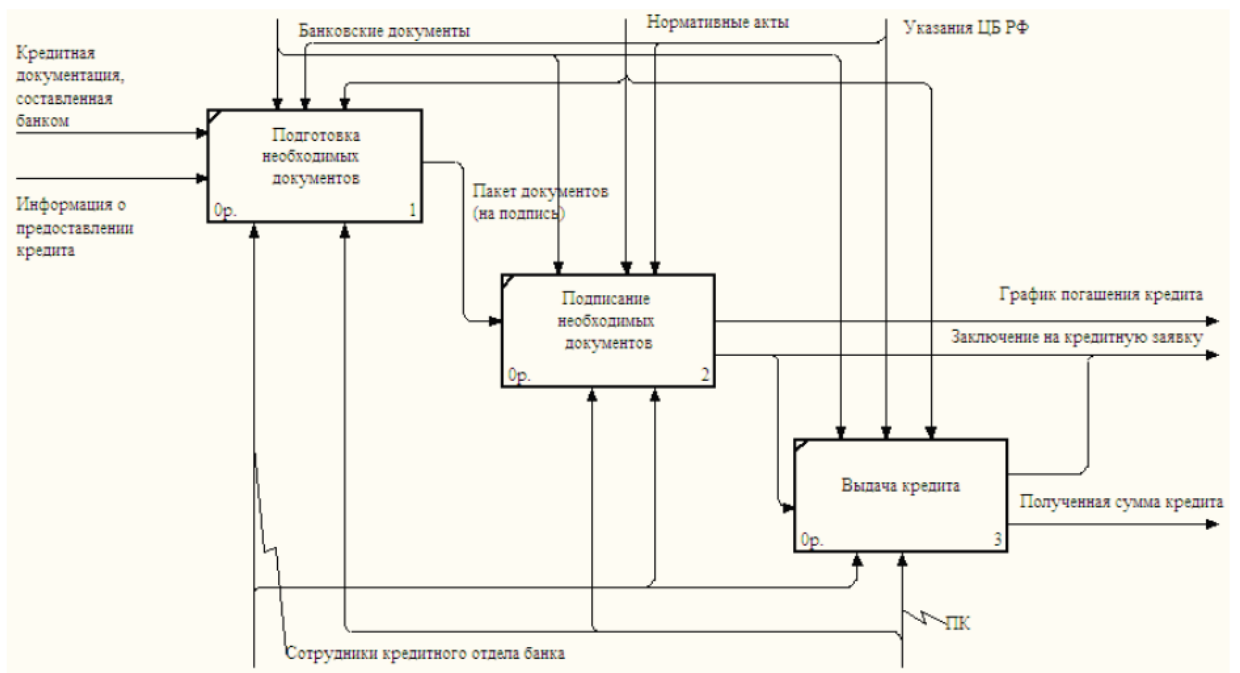 Банковские документы
Нормативные акты
Указания ЦБ РФ
Кредитная
документация,
составленная
банком
Подготовка
необходимых
документов
0р.
1
Информация о
предоставлении
кредита
Пакет документов
(на подпись)
Подписание
необходимых
документов
0р.
2
График погашения кредита
Заключение на кредитную заявку
Выдача кредита
0р.
3
Полученная сумма кредита
ПК
Сотрудники кредитного отдела банка